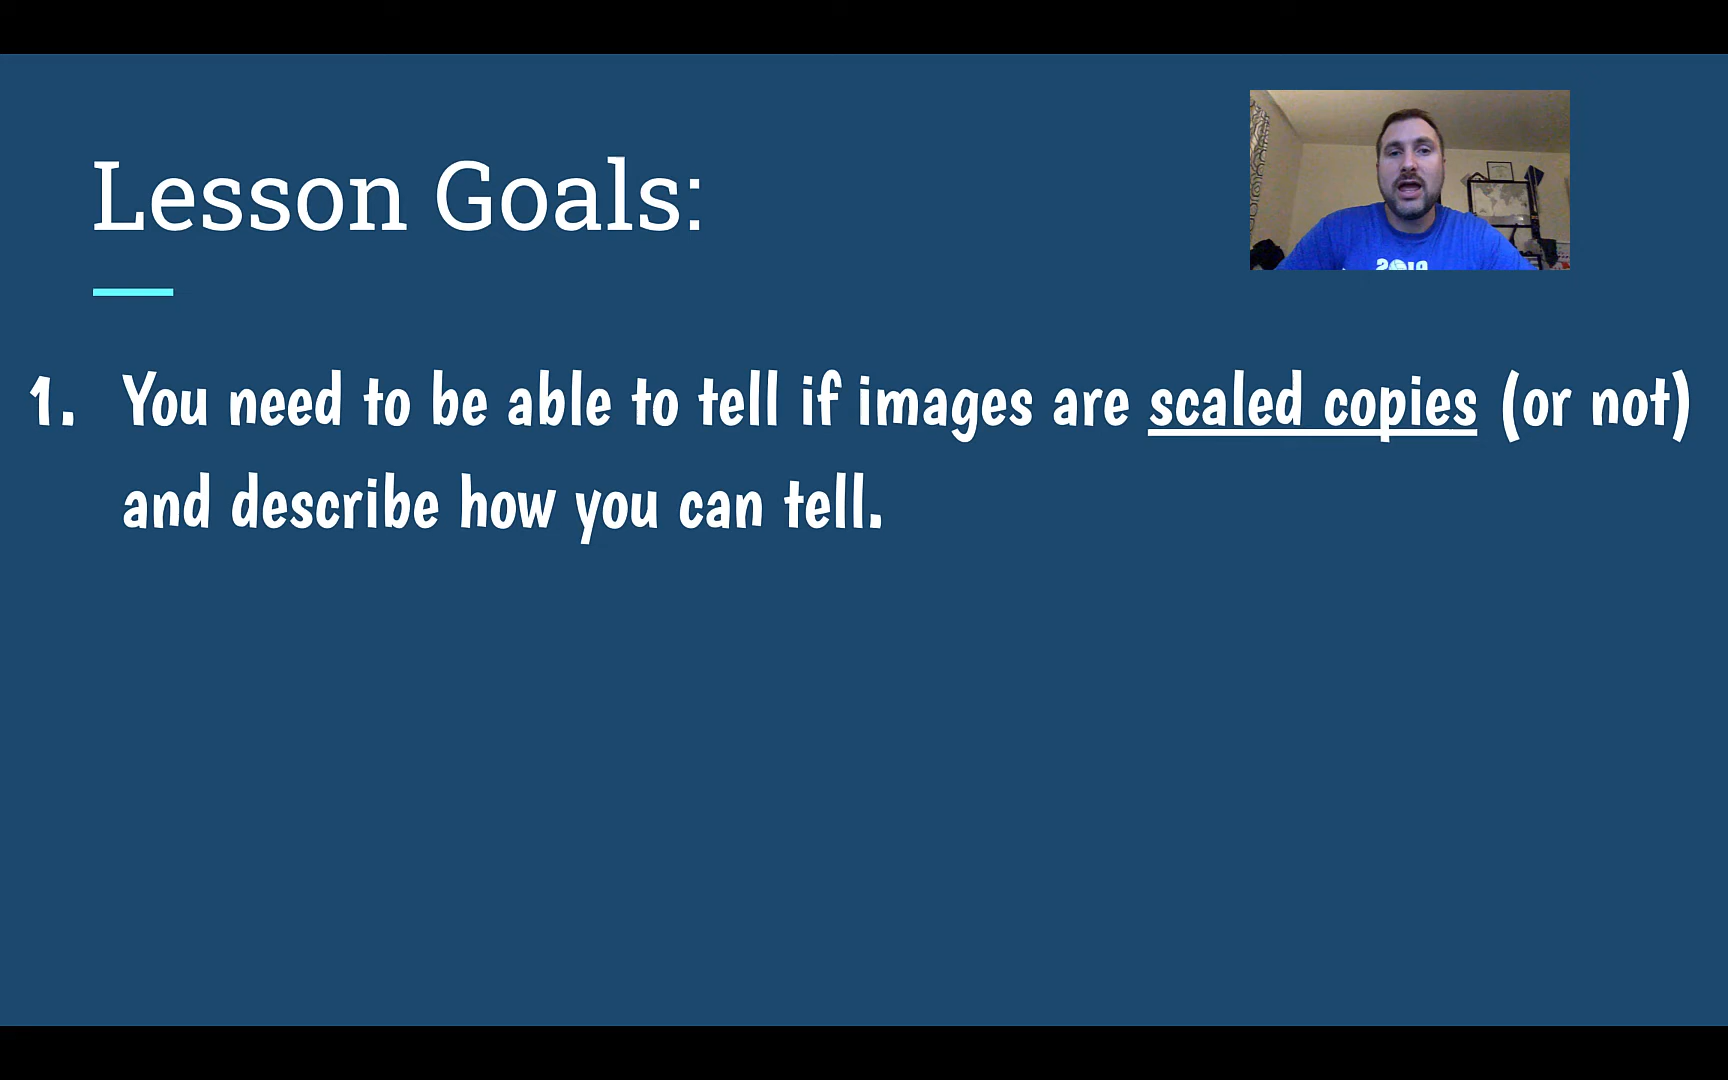 Lesson Goals:
1. You need to be able to tell if images are scaled copies (or not)
and describe how you can tell.
2019